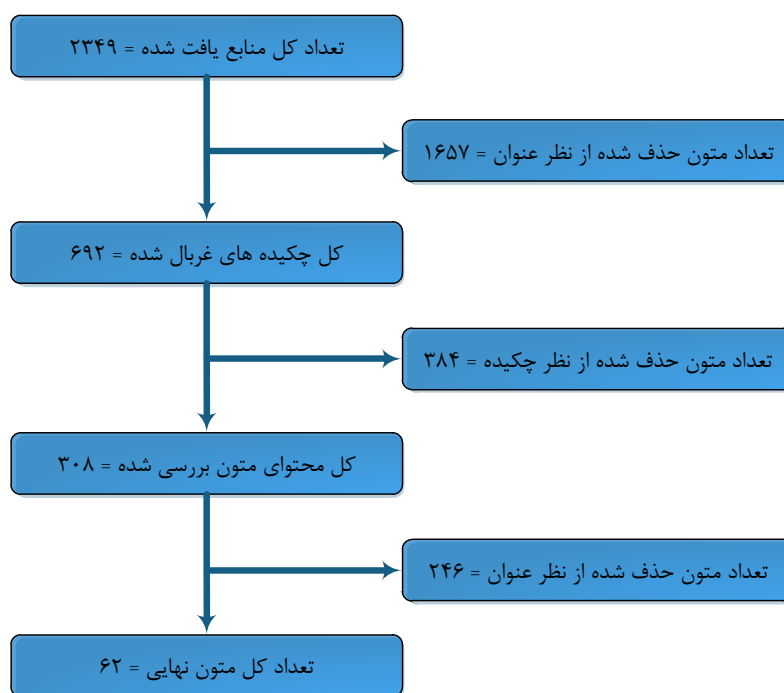 تعداد کل منابع یافت شده = ۲۳۴۹
تعداد متون حذف شده از نظر عنوان = ۱۶۵۷
کل چکیده های غربال شده = ۶۹۲
تعداد متون حذف شده از نظر چکیده = ۳۸۴
کل محتوای متون بررسی شده = ۳۰۸
تعداد متون حذف شده از نظر عنوان = ۲۴۶
تعداد کل متون نهایی = ۶۲